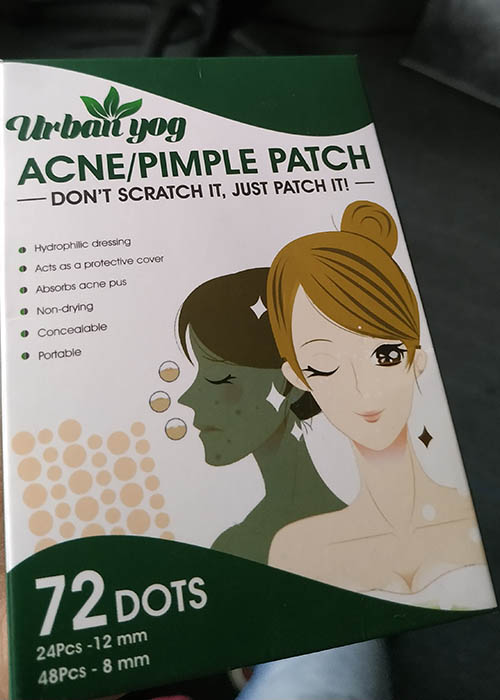 Urban yog
ACNE/PIMPLE PATCH
— DON'T SCRATCH IT, JUST PATCH IT! —
Hydrophilic dressing
Acts as a protective cover
Absorbs acne pus
Non-drying
Concealable
Portable
72 DOTS
24Pcs -12 mm
48Pcs - 8 mm